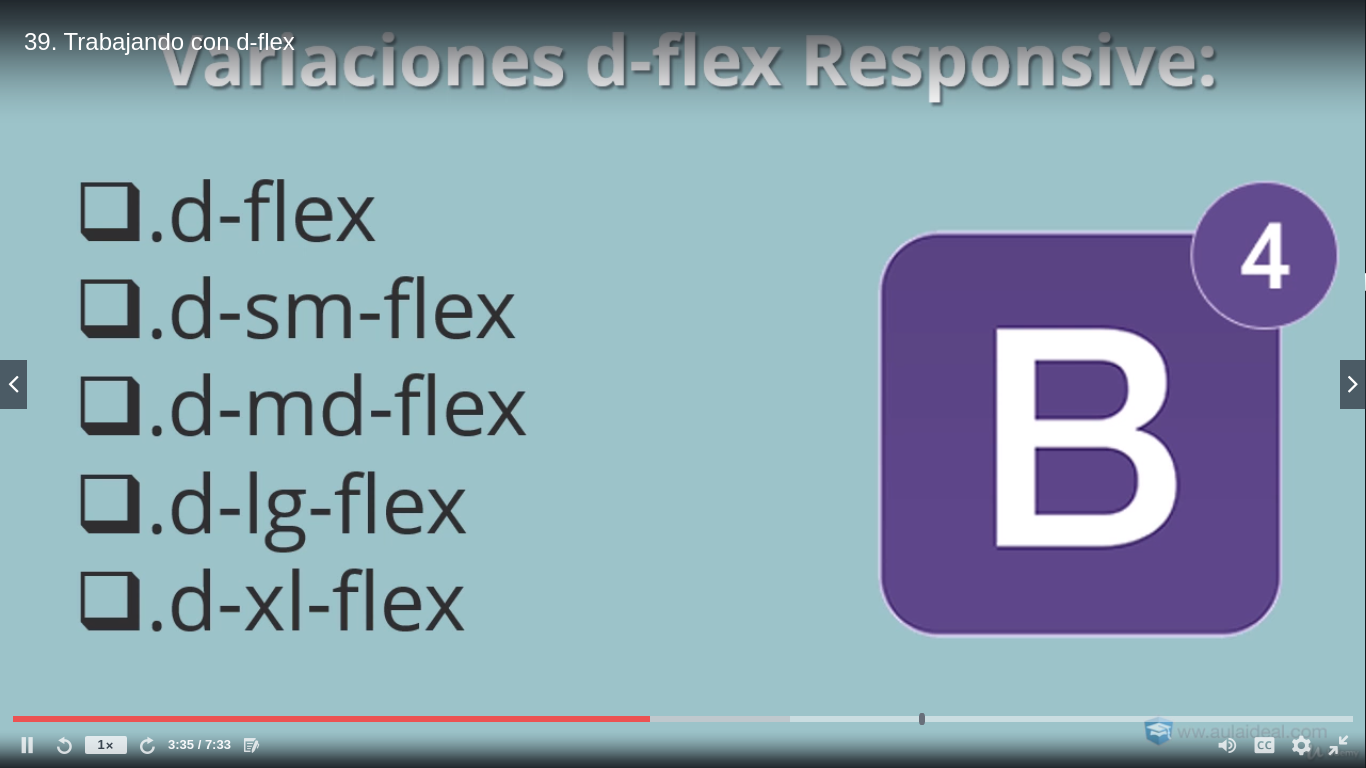 39. Trabajando con d-flex
Variaciones d-flex Responsive:
❑.d-flex
❑.d-sm-flex
❑.d-md-flex
❑.d-lg-flex
❑.d-xl-flex
4
B
1×
3:35 / 7:33
www.aulaideal.com
CC